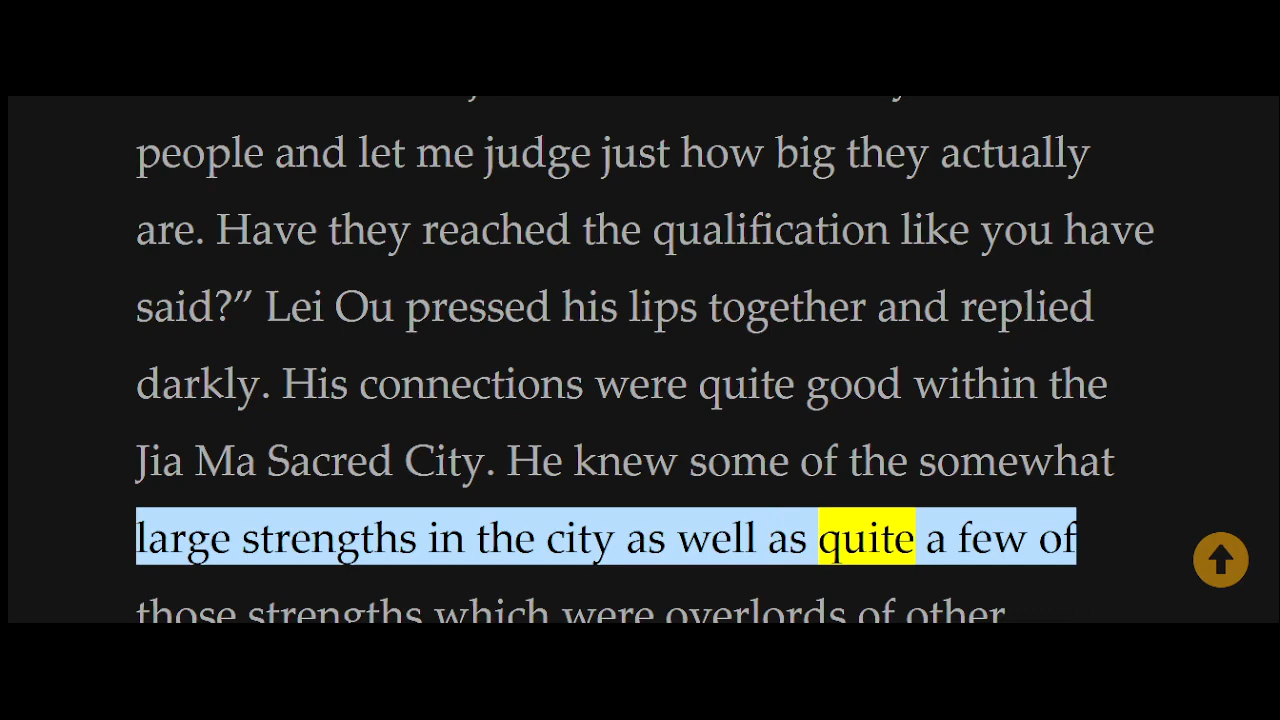 people and let me judge just how big they actually
are. Have they reached the qualification like you have
said?” Lei Ou pressed his lips together and replied
darkly. His connections were quite good within the
Jia Ma Sacred City. He knew some of the somewhat
large strengths in the city as well as quite a few of
those strengths which were overlords of other